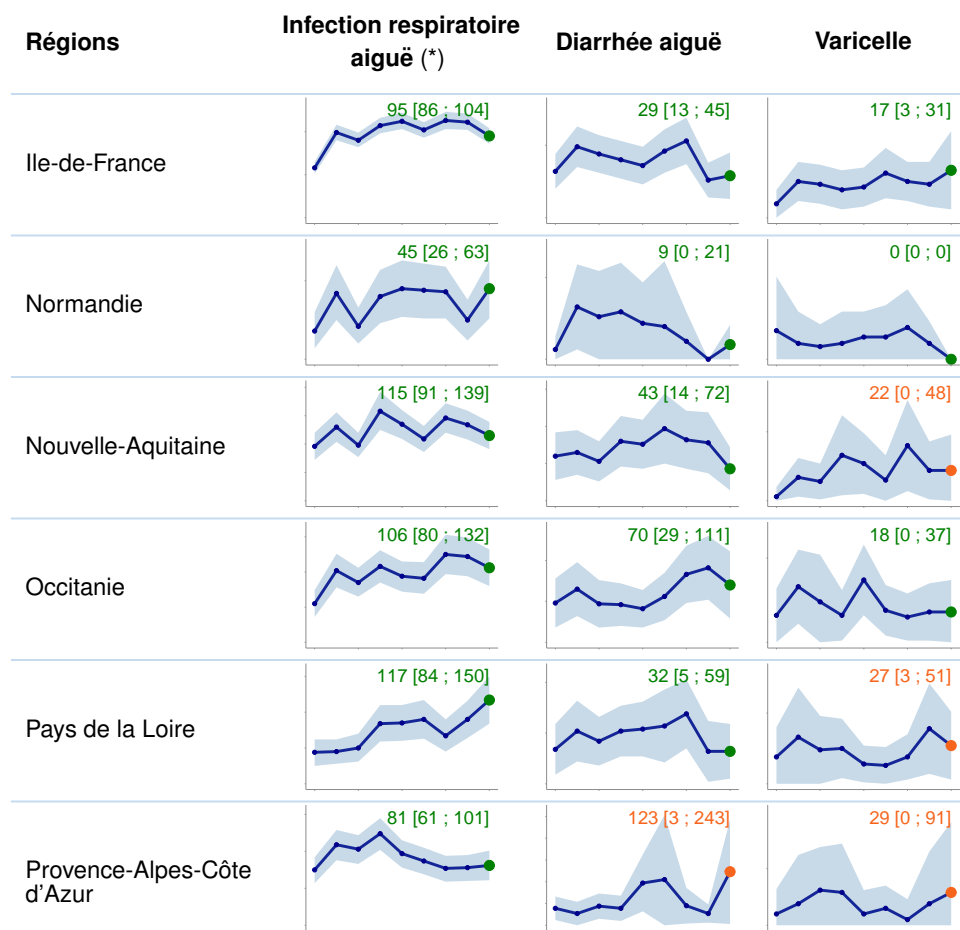 Régions
Infection respiratoire
aiguë (*)
Diarrhée aiguë
Varicelle
Ile-de-France
95 [86 ; 104]
29 [13 ; 45]
17 [3 ; 31]
Normandie
45 [26 ; 63]
9 [0 ; 21]
0 [0 ; 0]
Nouvelle-Aquitaine
115 [91 ; 139]
43 [14 ; 72]
22 [0 ; 48]
Occitanie
106 [80 ; 132]
70 [29 ; 111]
18 [0 ; 37]
Pays de la Loire
117 [84 ; 150]
32 [5 ; 59]
27 [3 ; 51]
Provence-Alpes-Côte
d'Azur
81 [61 ; 101]
123 [3 ; 243]
29 [0 ; 91]